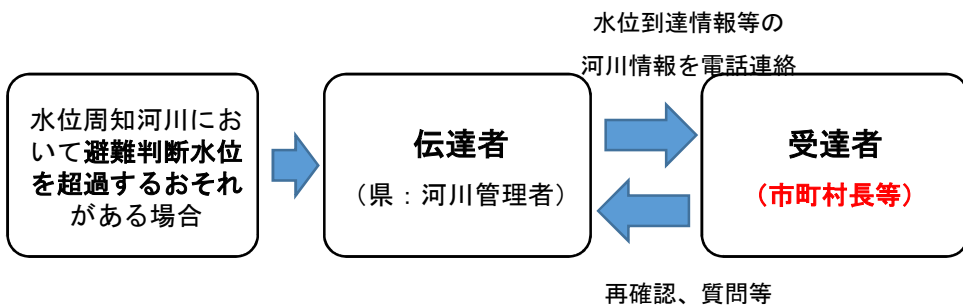 水位到達情報等の
河川情報を電話連絡
水位周知河川にお
いて避難判断水位
を超過するおそれ
がある場合
伝達者
（県：河川管理者）
受達者
（市町村長等）
再確認、質問等